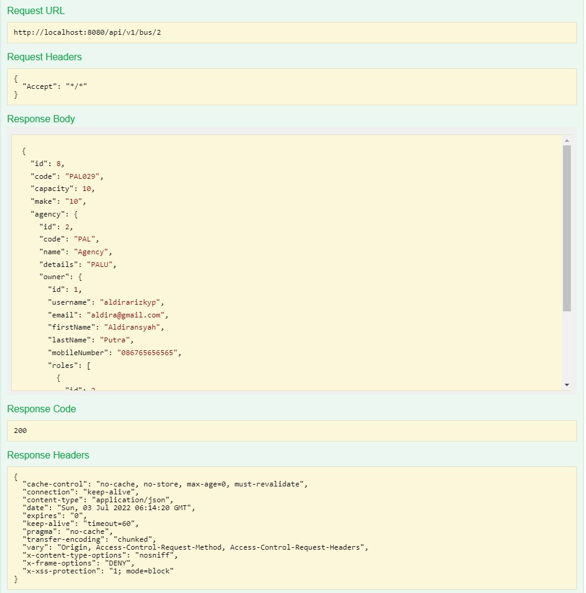 Request URL
http://localhost:8080/api/v1/bus/2
Request Headers
{
  "Accept": "*/*"
}
Response Body
{
  "id": 8,
  "code": "PAL029",
  "capacity": 10,
  "make": "10",
  "agency": {
    "id": 2,
    "code": "PAL",
    "name": "Agency",
    "details": "PALU",
    "owner": {
      "id": 1,
      "username": "aldirarizkyp",
      "email": "aldira@gmail.com",
      "firstName": "Aldiransyah",
      "lastName": "Putra",
      "mobileNumber": "086765656565",
      "roles": [
        {
Response Code
200
Response Headers
{
  "cache-control": "no-cache, no-store, max-age=0, must-revalidate",
  "connection": "keep-alive",
  "content-type": "application/json",
  "date": "Sun, 03 Jul 2022 06:14:20 GMT",
  "expires": "0",
  "keep-alive": "timeout=60",
  "pragma": "no-cache",
  "transfer-encoding": "chunked",
  "vary": "Origin, Access-Control-Request-Method, Access-Control-Request-Headers",
  "x-content-type-options": "nosniff",
  "x-frame-options": "DENY",
  "x-xss-protection": "1; mode=block"
}